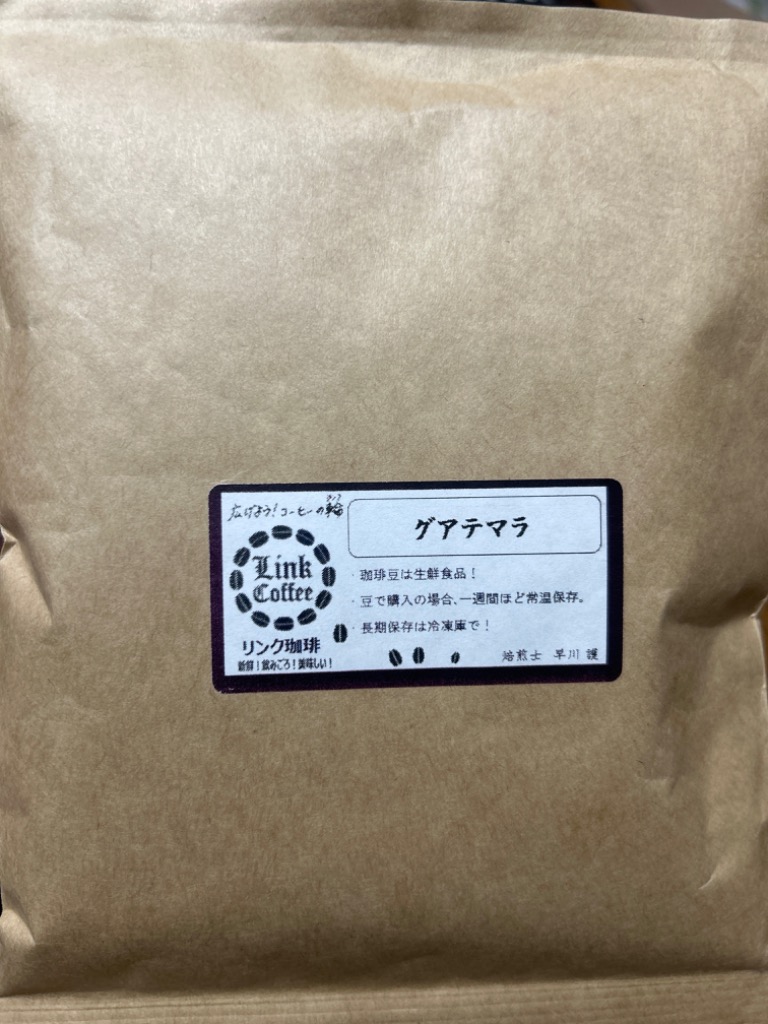 リンク
広げよう!コーヒーの輪
Link
Coffee
リンク珈琲
新鮮!飲みごろ!美味しい!
グアテマラ
・珈琲豆は生鮮食品!
・豆で購入の場合、一週間ほど常温保存。
・長期保存は冷凍庫で!
焙煎士 早川 護